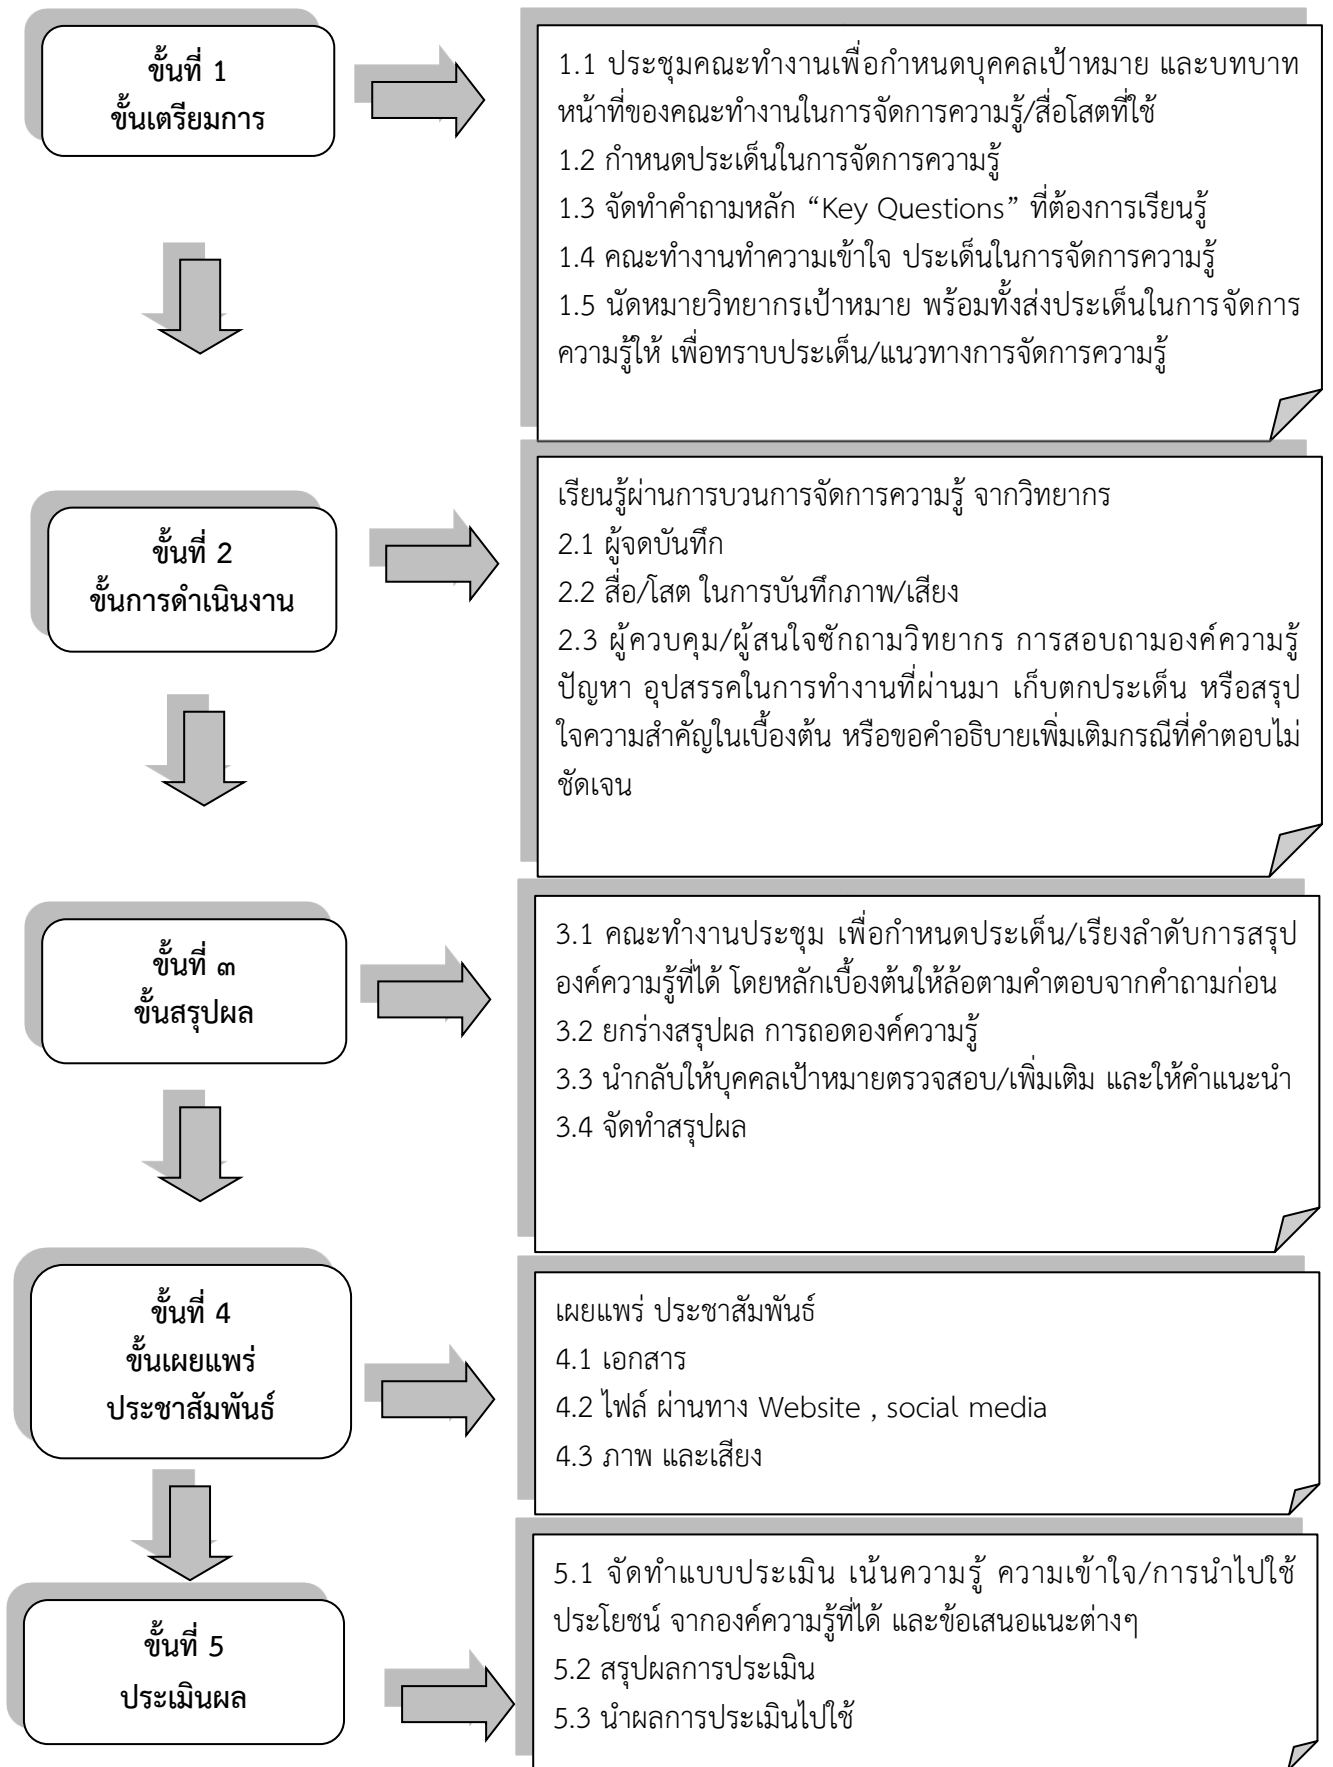 ขั้นที่ 1
ขั้นเตรียมการ
1.1 ประชุมคณะทำงานเพื่อกำหนดบุคคลเป้าหมาย และบทบาท
หน้าที่ของคณะทำงานในการจัดการความรู้/สื่อโสตที่ใช้
1.2 กำหนดประเด็นในการจัดการความรู้
1.3 จัดทำคำถามหลัก “Key Questions” ที่ต้องการเรียนรู้
1.4 คณะทำงานทำความเข้าใจ ประเด็นในการจัดการความรู้
1.5 นัดหมายวิทยากรเป้าหมาย พร้อมทั้งส่งประเด็นในการจัดการ
ความรู้ให้ เพื่อทราบประเด็น/แนวทางการจัดการความรู้
ขั้นที่ 2
ขั้นการดำเนินงาน
เรียนรู้ผ่านการบวนการจัดการความรู้ จากวิทยากร
2.1 ผู้จดบันทึก
2.2 สื่อ/โสต ในการบันทึกภาพ/เสียง
2.3 ผู้ควบคุม/ผู้สนใจซักถามวิทยากร การสอบถามองค์ความรู้
ปัญหา อุปสรรคในการทำงานที่ผ่านมา เก็บตกประเด็น หรือสรุป
ใจความสำคัญในเบื้องต้น หรือขอคำอธิบายเพิ่มเติมกรณีที่คำตอบไม่
ชัดเจน
ขั้นที่ ๓
ขั้นสรุปผล
3.1 คณะทำงานประชุม เพื่อกำหนดประเด็น/เรียงลำดับการสรุป
องค์ความรู้ที่ได้ โดยหลักเบื้องต้นให้ล้อตามคำตอบจากคำถามก่อน
3.2 ยกร่างสรุปผล การถอดองค์ความรู้
3.3 นำกลับให้บุคคลเป้าหมายตรวจสอบ/เพิ่มเติม และให้คำแนะนำ
3.4 จัดทำสรุปผล
ขั้นที่ 4
ขั้นเผยแพร่
ประชาสัมพันธ์
เผยแพร่ ประชาสัมพันธ์
4.1 เอกสาร
4.2 ไฟล์ ผ่านทาง Website , social media
4.3 ภาพ และเสียง
ขั้นที่ 5
ประเมินผล
5.1 จัดทำแบบประเมิน เน้นความรู้ ความเข้าใจ/การนำไปใช้
ประโยชน์ จากองค์ความรู้ที่ได้ และข้อเสนอแนะต่างๆ
5.2 สรุปผลการประเมิน
5.3 นำผลการประเมินไปใช้